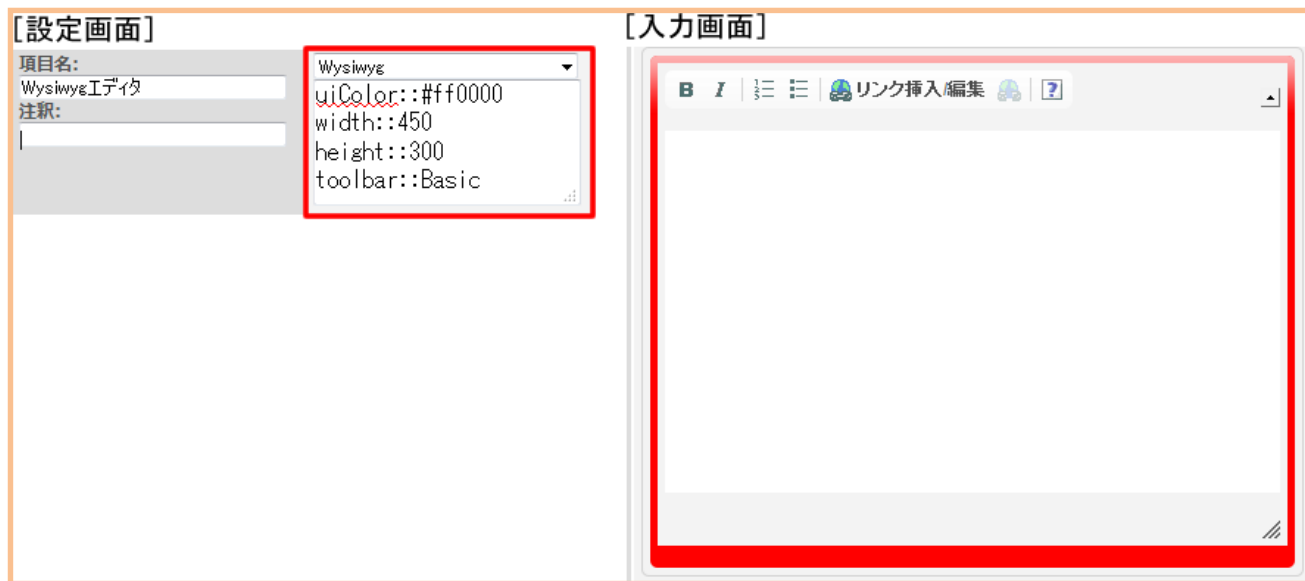 [設定画面]
項目名:
Wysiwygエディタ
注釈:
Wysiwyg
uiColor::#ff0000
width::450
height::300
toolbar::Basic
[入力画面]
B I リンク挿入/編集 ?